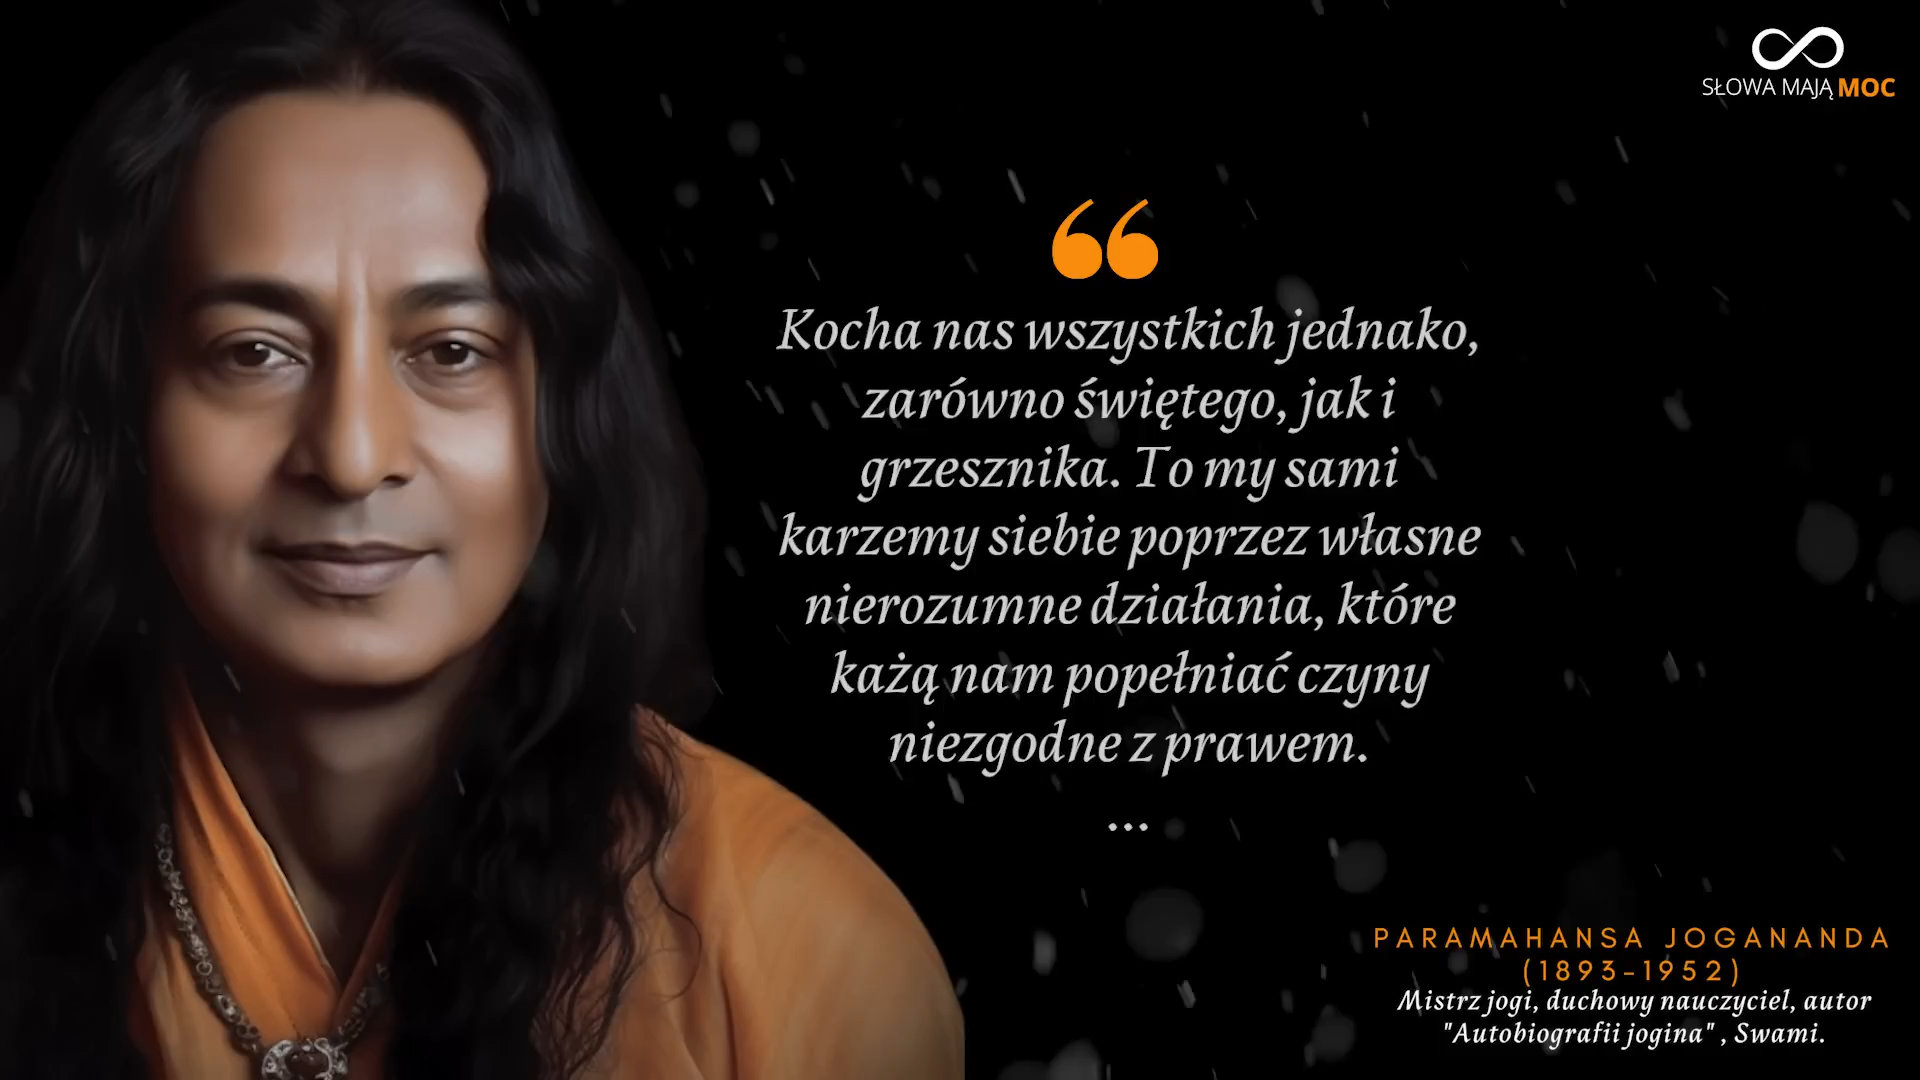 SŁOWA MAJĄ MOC
Kocha nas wszystkich jednako,
zarówno świętego, jak i
grzesznika. To my sami
karzemy siebie poprzez własne
nierozumne działania, które
każą nam popełniać czyny
niezgodne z prawem.
...
PARAMAHANSA JOGANANDA
(1893-1952)
Mistrz jogi, duchowy nauczyciel, autor
"Autobiografii jogina" , Swami.